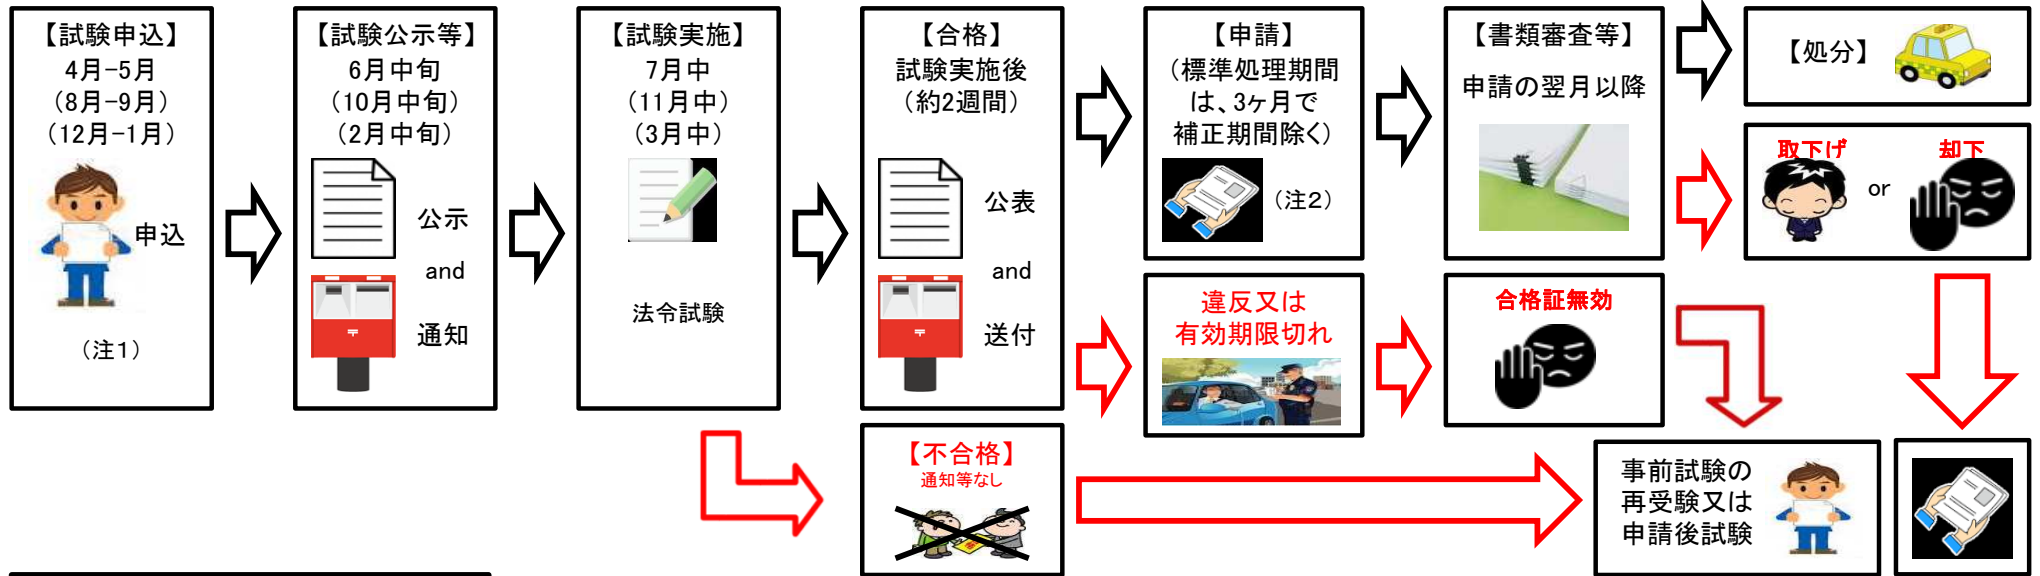 【試験申込】
4月-5月
（8月-9月）
（12月-1月）
申込
（注1）
【試験公示等】
6月中旬
（10月中旬）
（2月中旬）
公示
and
通知
【試験実施】
7月中
（11月中）
（3月中）
法令試験
【合格】
試験実施後
（約2週間）
公表
and
送付
【申請】
（標準処理期間
は、3ヶ月で
補正期間除く）
（注2）
【書類審査等】
申請の翌月以降
【処分】
取下げ
or
却下
違反又は
有効期限切れ
合格証無効
【不合格】
通知等なし
事前試験の
再受験又は
申請後試験